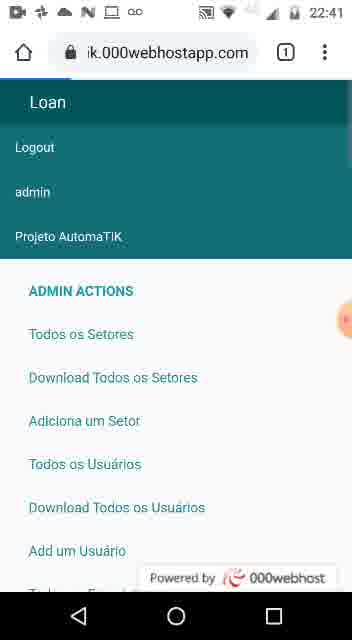 22:41
ik.000webhostapp.com
1
Loan
Logout
admin
Projeto AutomaTIK
ADMIN ACTIONS
Todos os Setores
Download Todos os Setores
Adiciona um Setor
Todos os Usuários
Download Todos os Usuários
Add um Usuário
Powered by 000webhost